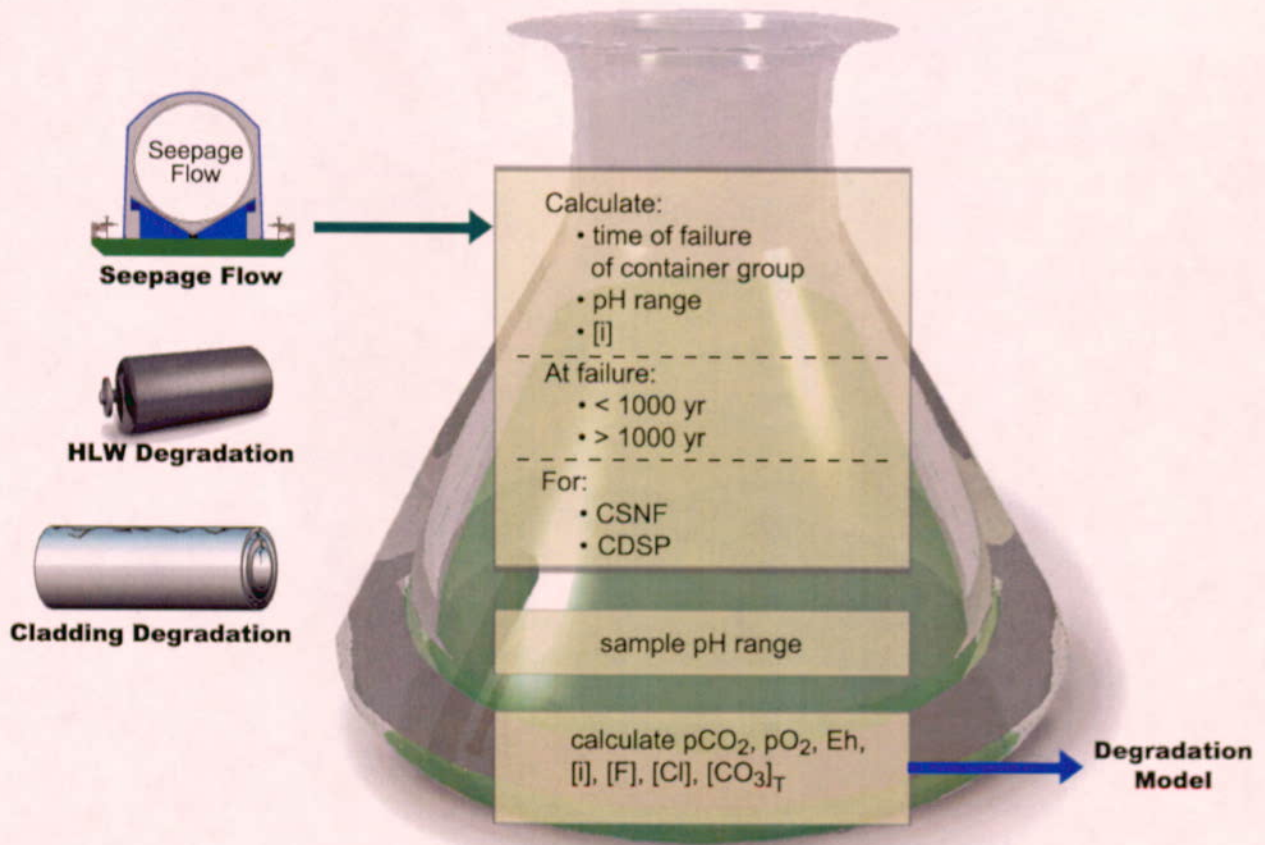 Seepage
Flow
Seepage Flow
HLW Degradation
Cladding Degradation
Calculate:
• time of failure
of container group
• pH range
• [i]
At failure:
• < 1000 yr
• > 1000 yr
For:
• CSNF
• CDSP
sample pH range
calculate pCO₂, pO₂, Eh,
[i], [F], [Cl], [CO₃]T
Degradation
Model